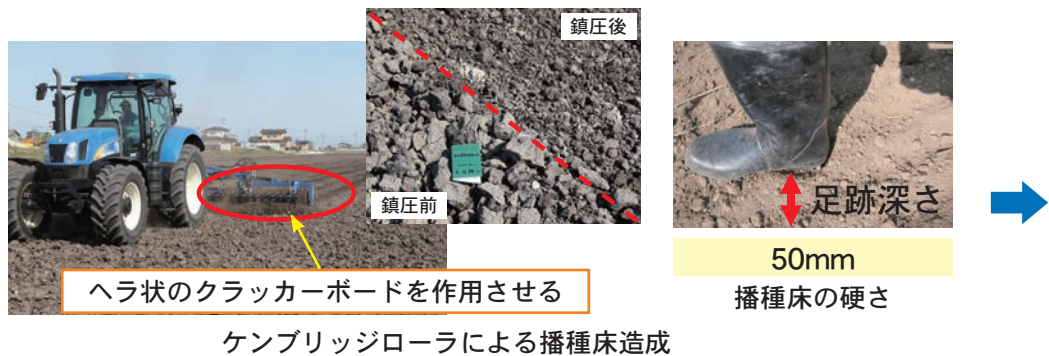 鎮圧後
鎮圧前
足跡深さ
50mm
播種床の硬さ
ヘラ状のクラッカーボードを作用させる
ケンブリッジローラによる播種床造成